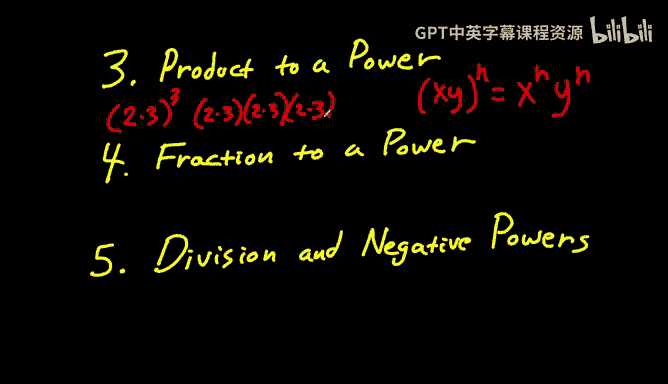 GPT中英字幕课程资源 bilibili
3. Product to a Power
(2·3)³ (2·3)(2·3)(2·3) (xy)ⁿ = xⁿyⁿ
4. Fraction to a Power
5. Division and Negative Powers